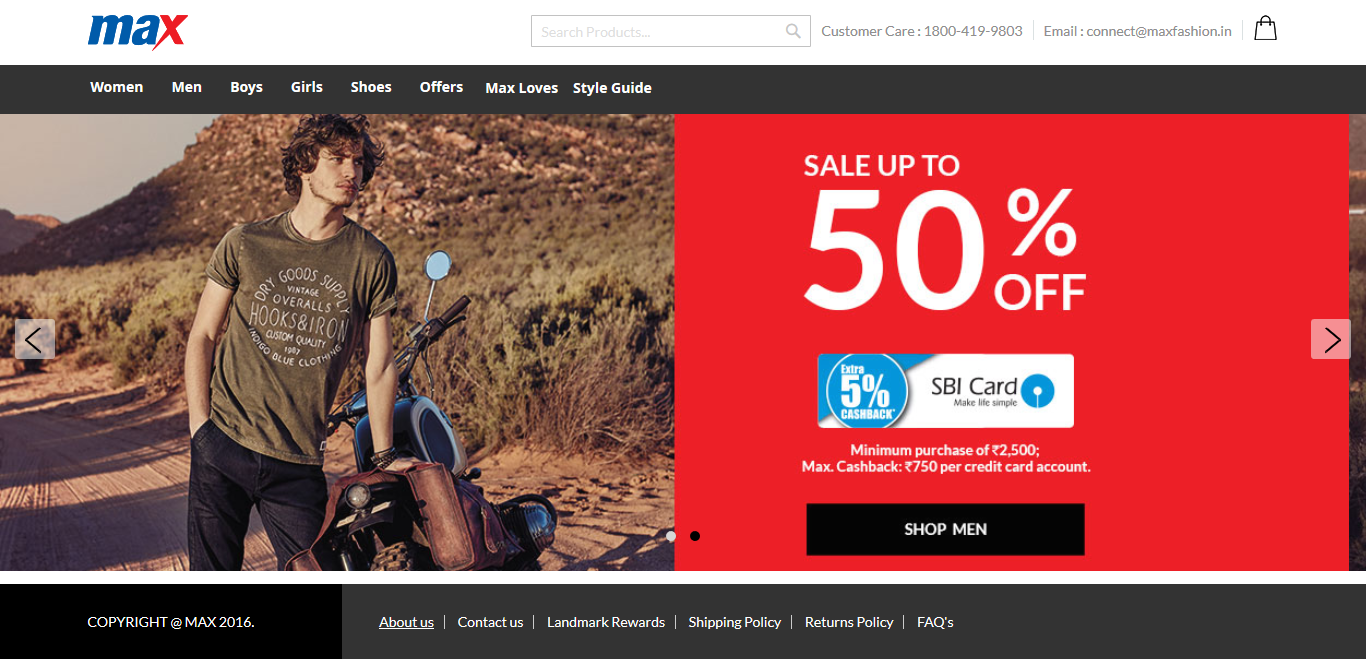 max
Search Products...
Customer Care : 1800-419-9803
Email : connect@maxfashion.in
Women Men Boys Girls Shoes Offers Max Loves Style Guide
DRY GOODS SUPPLY
VINTAGE
OVERALLS
HOOKS&IRON
CUSTOM QUALITY
1987
INDIGO BLUE CLOTHING
SALE UP TO
50%
OFF
Extra
5%
CASHBACK*
SBI Card
Make life simple
Minimum purchase of ₹2,500;
Max. Cashback: ₹750 per credit card account.
SHOP MEN
COPYRIGHT @ MAX 2016.
About us | Contact us | Landmark Rewards | Shipping Policy | Returns Policy | FAQ's